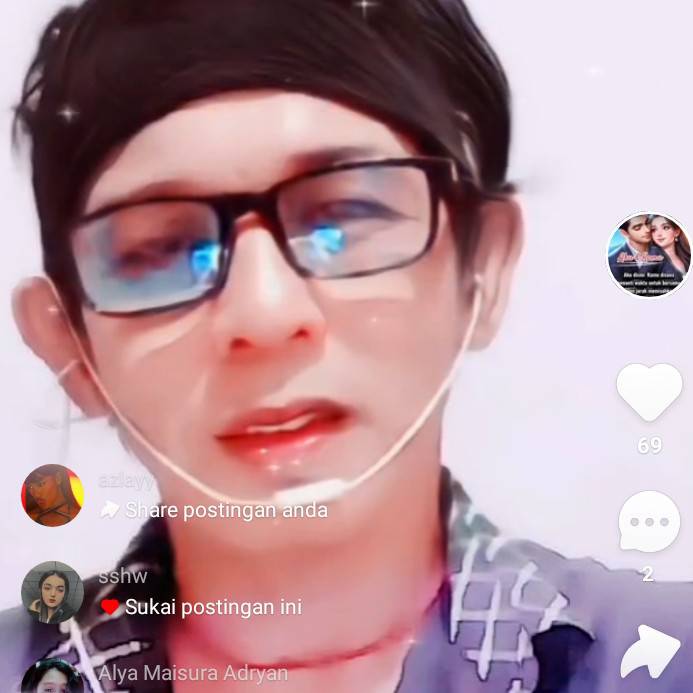 azlayy
Share postingan anda
69
sshw
Sukai postingan ini
2
Alya Maisura Adryan